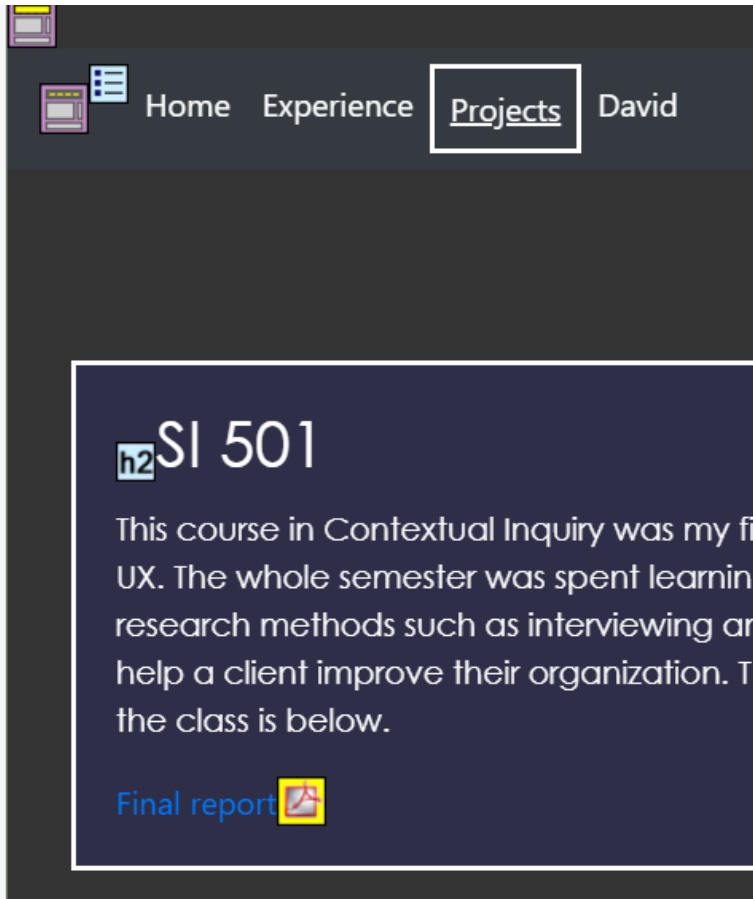 Home Experience Projects David
h2 SI 501
This course in Contextual Inquiry was my fi
UX. The whole semester was spent learnin
research methods such as interviewing ar
help a client improve their organization. T
the class is below.
Final report